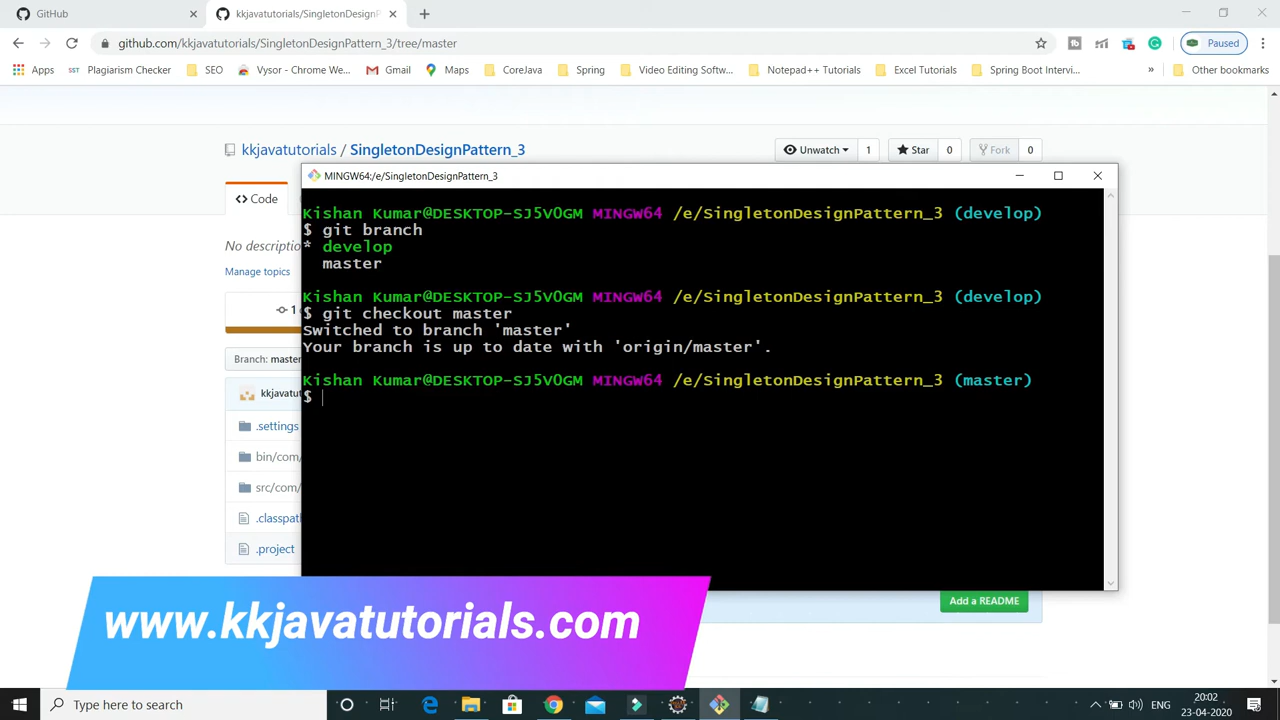 GitHub
kkjavatutorials/SingletonDesignP
github.com/kkjavatutorials/SingletonDesignPattern_3/tree/master
Paused
Apps
SST Plagiarism Checker
SEO
Vysor - Chrome We...
Gmail
Maps
CoreJava
Spring
Video Editing Softw...
Notepad++ Tutorials
Excel Tutorials
Spring Boot Intervi...
»
Other bookmarks
kkjavatutorials / SingletonDesignPattern_3
Unwatch 1
Star 0
Fork 0
<> Code
No descriptio
Manage topics
1
Branch: master
kkjavatut
.settings
bin/com/
src/com/
.classpath
.project
Add a README
MINGW64:/e/SingletonDesignPattern_3
Kishan Kumar@DESKTOP-SJ5V0GM MINGW64 /e/SingletonDesignPattern_3 (develop)
$ git branch
* develop
master
Kishan Kumar@DESKTOP-SJ5V0GM MINGW64 /e/SingletonDesignPattern_3 (develop)
$ git checkout master
Switched to branch 'master'
Your branch is up to date with 'origin/master'.
Kishan Kumar@DESKTOP-SJ5V0GM MINGW64 /e/SingletonDesignPattern_3 (master)
$
www.kkjavatutorials.com
Type here to search
ENG
20:02
23-04-2020